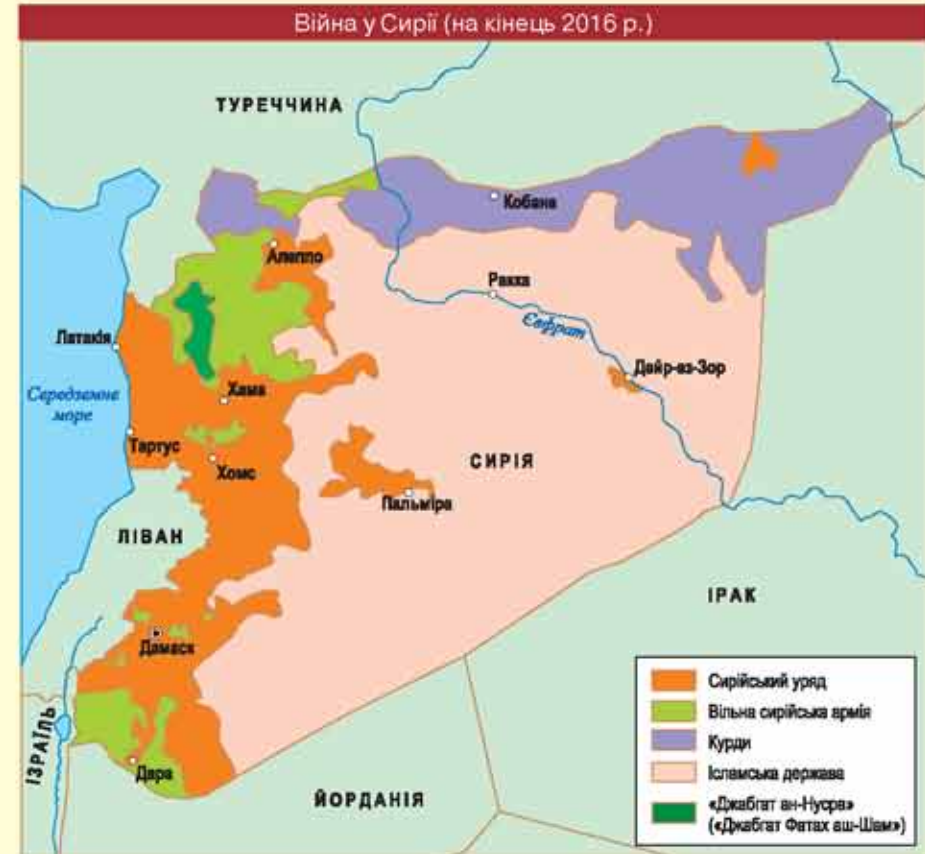 Війна у Сирії (на кінець 2016 р.)
ТУРЕЧЧИНА
Кобане
Алеппо
Ракка
Євфрат
Латакія
Дайр-ез-Зор
Середземне
море
Хама
Тартус
Хомс
СИРІЯ
Пальміра
ЛІВАН
ІРАК
Дамаск
ІЗРАЇЛЬ
Дара
ЙОРДАНІЯ
Сирійський уряд
Вільна сирійська армія
Курди
Ісламська держава
«Джабгат ан-Нусра»
(«Джабгат Фатах аш-Шам»)